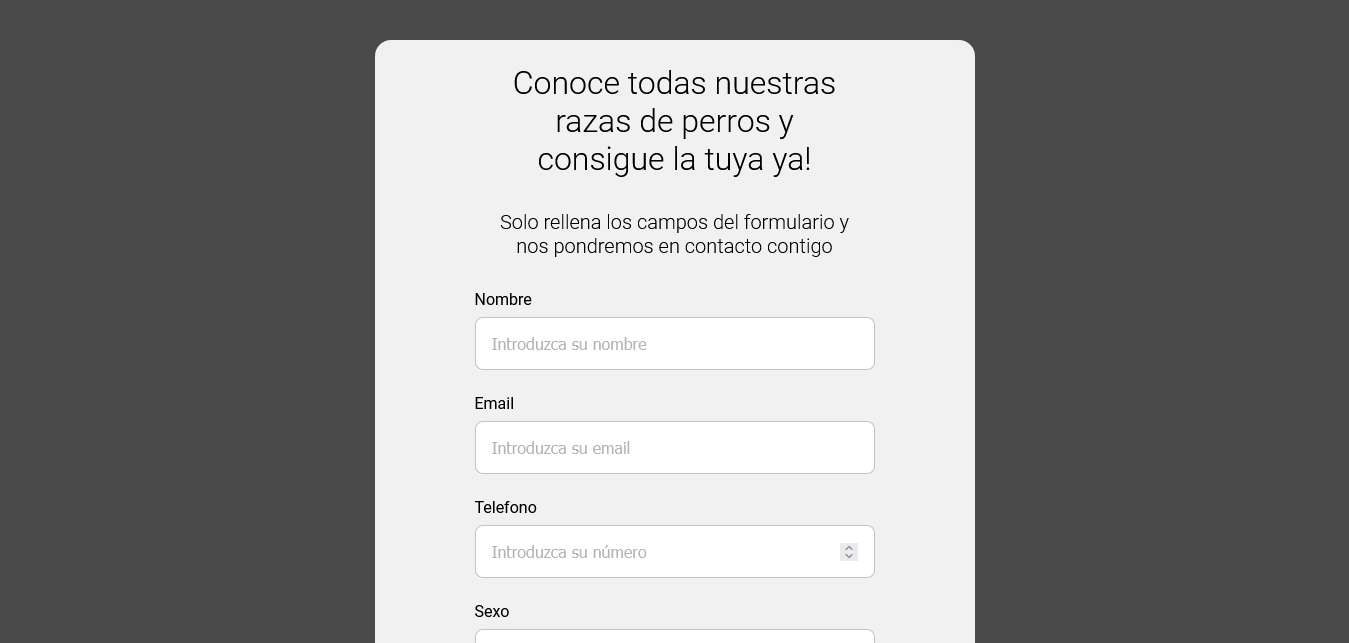 Conoce todas nuestras
razas de perros y
consigue la tuya ya!
Solo rellena los campos del formulario y
nos pondremos en contacto contigo
Nombre
Introduzca su nombre
Email
Introduzca su email
Telefono
Introduzca su número
Sexo